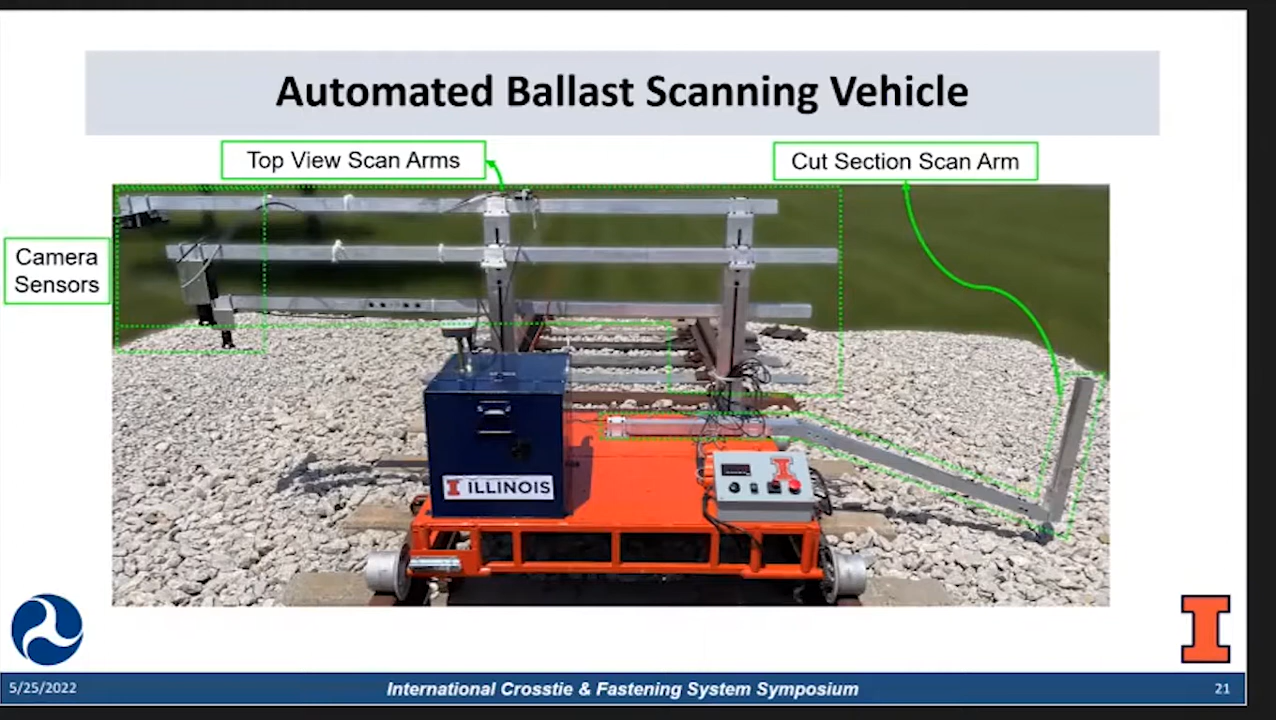 Automated Ballast Scanning Vehicle
Top View Scan Arms
Cut Section Scan Arm
Camera
Sensors
I ILLINOIS
5/25/2022
International Crosstie & Fastening System Symposium
21